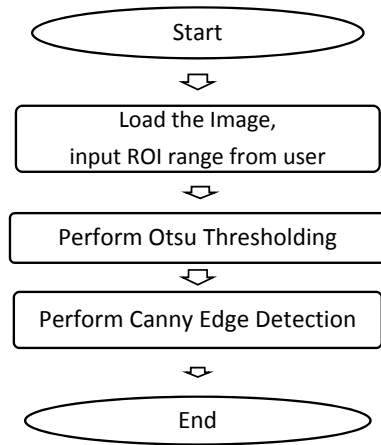 Start
Load the Image,
input ROI range from user
Perform Otsu Thresholding
Perform Canny Edge Detection
End